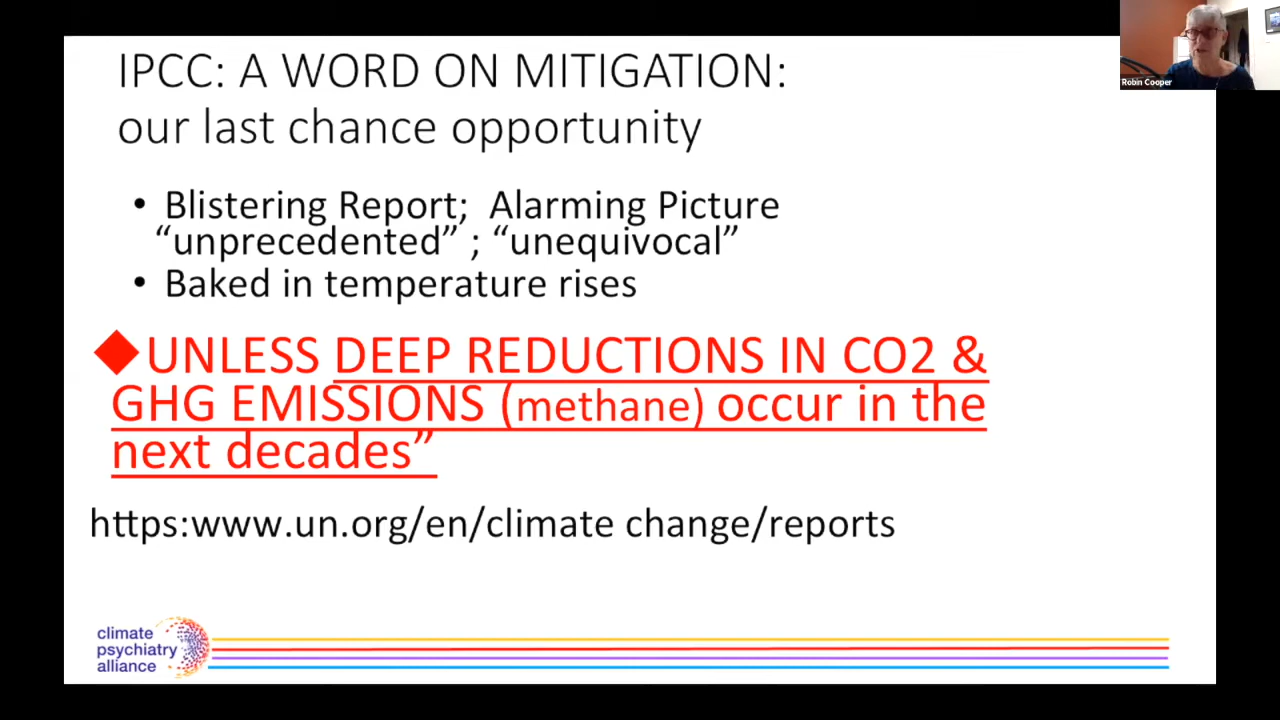 IPCC: A WORD ON MITIGATION:
our last chance opportunity
• Blistering Report;  Alarming Picture
“unprecedented” ; “unequivocal”
• Baked in temperature rises
◆UNLESS DEEP REDUCTIONS IN CO2 &
GHG EMISSIONS (methane) occur in the
next decades”
https:www.un.org/en/climate change/reports
climate
psychiatry
alliance
Robin Cooper